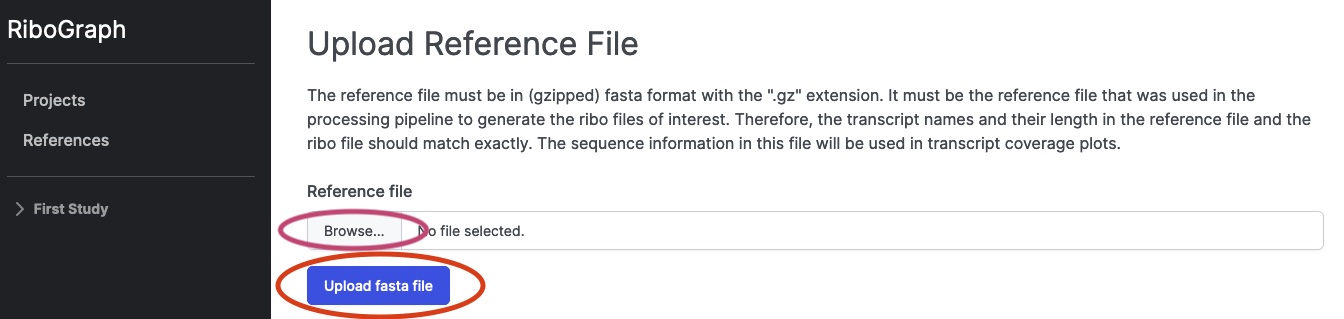 RiboGraph
Projects
References
First Study
Upload Reference File
The reference file must be in (gzipped) fasta format with the ".gz" extension. It must be the reference file that was used in the
processing pipeline to generate the ribo files of interest. Therefore, the transcript names and their length in the reference file and the
ribo file should match exactly. The sequence information in this file will be used in transcript coverage plots.
Reference file
Browse... No file selected.
Upload fasta file